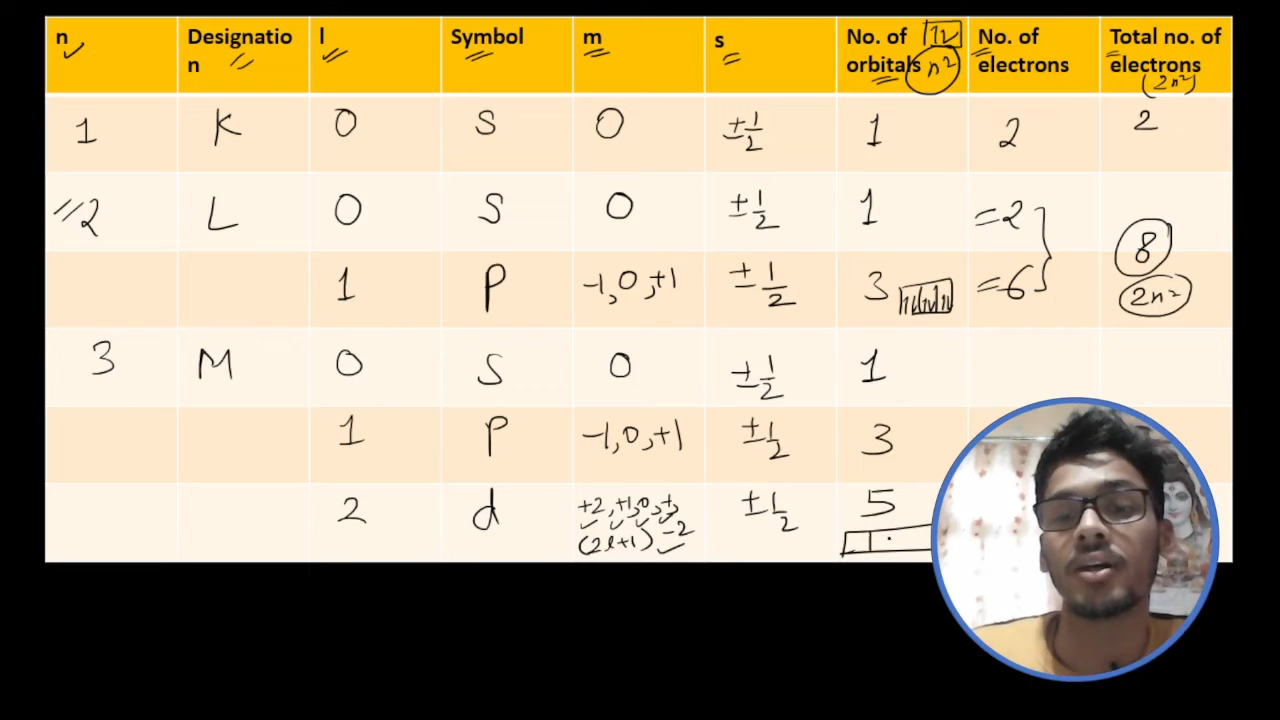 n Designatio l Symbol m s No. of 1L No. of Total no. of
n orbitals n² electrons electrons
(2n²)
1 K 0 S 0 ±1/2 1 2 2
2 L 0 S 0 ±1/2 1 =2
8
1 P -1,0,+1 ±1/2 3 =6 2n²
3 M 0 S 0 ±1/2 1
1 P -1,0,+1 ±1/2 3
2 d +2,+1,0, ±1/2 5
(2l+1) -2